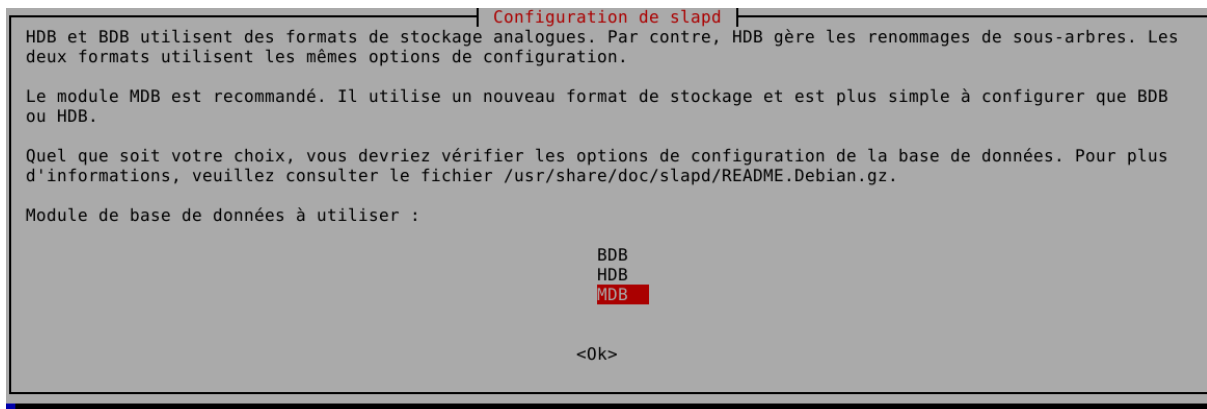 Configuration de slapd
HDB et BDB utilisent des formats de stockage analogues. Par contre, HDB gère les renommages de sous-arbres. Les
deux formats utilisent les mêmes options de configuration.
Le module MDB est recommandé. Il utilise un nouveau format de stockage et est plus simple à configurer que BDB
ou HDB.
Quel que soit votre choix, vous devriez vérifier les options de configuration de la base de données. Pour plus
d'informations, veuillez consulter le fichier /usr/share/doc/slapd/README.Debian.gz.
Module de base de données à utiliser :
BDB
HDB
MDB
<Ok>